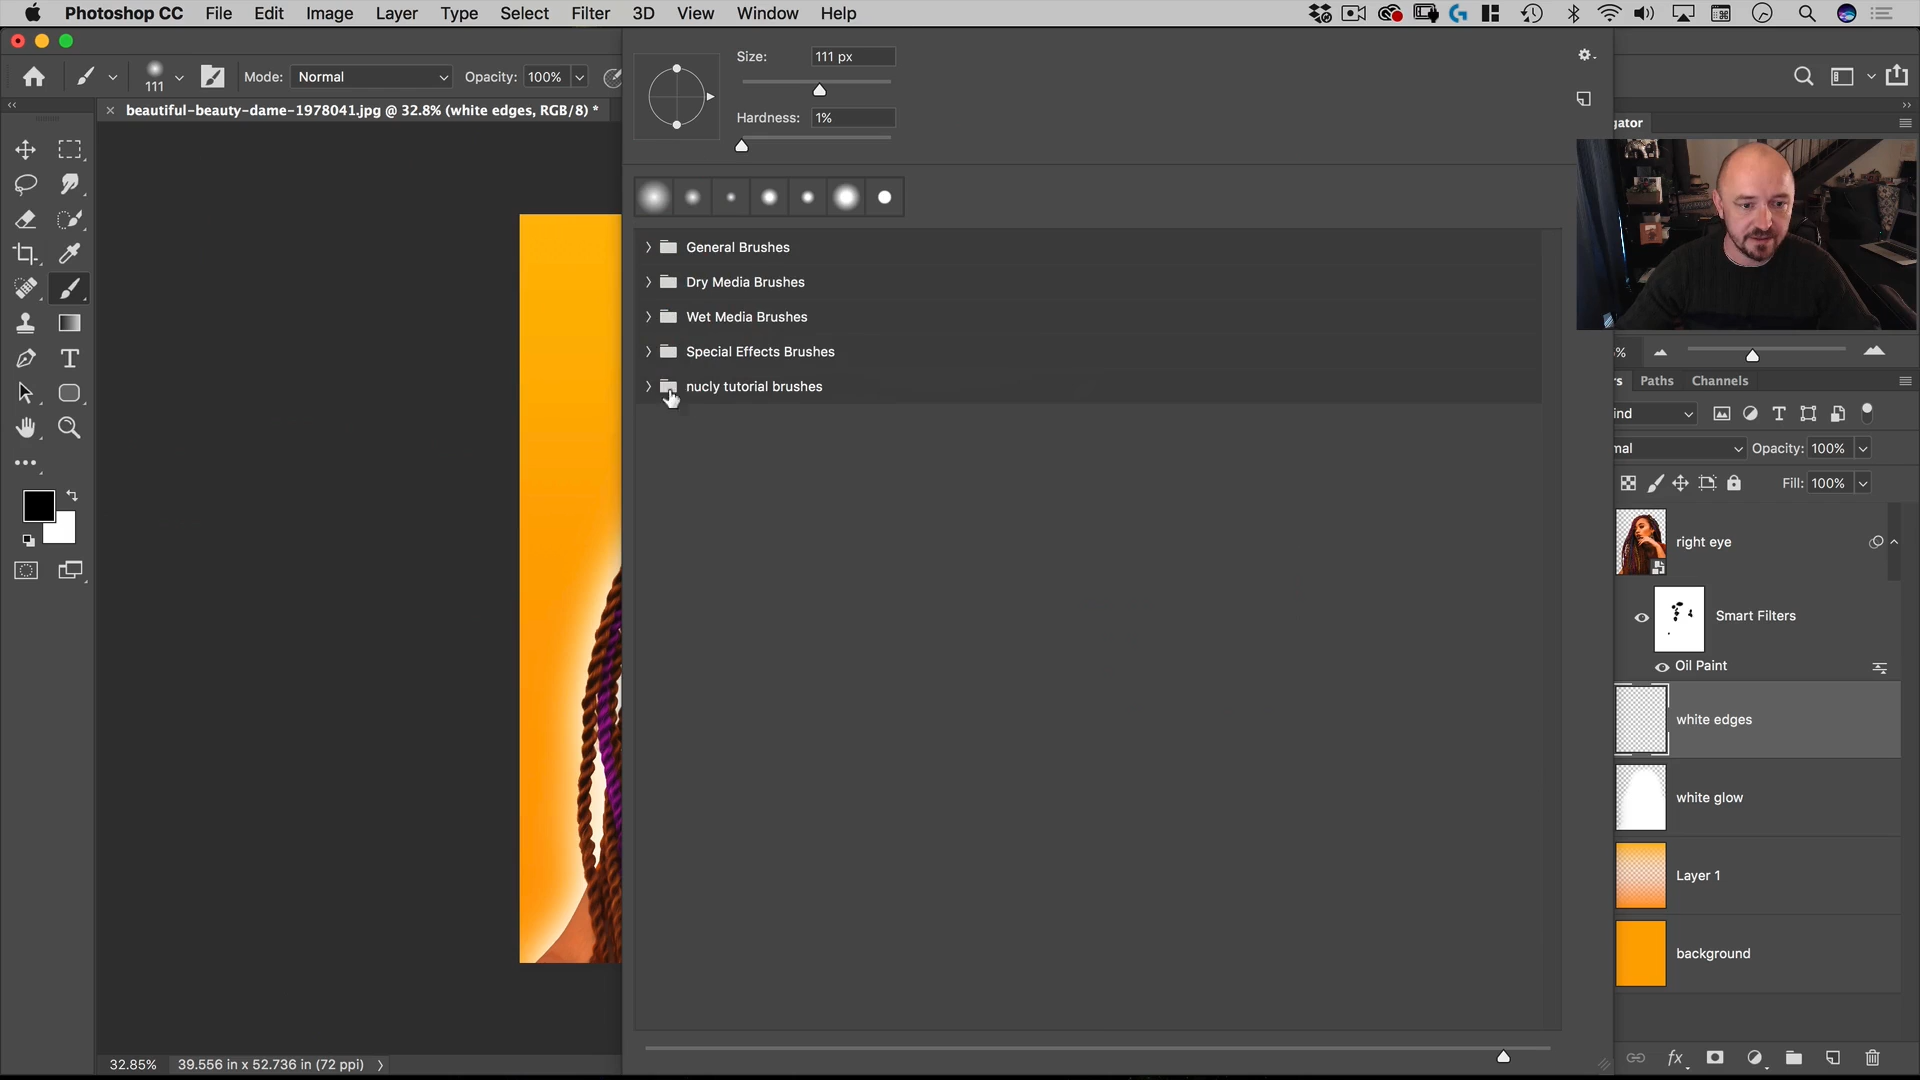 Photoshop CC File Edit Image Layer Type Select Filter 3D View Window Help
111 Mode: Normal Opacity: 100%
Size: 111 px
Hardness: 1%
beautiful-beauty-dame-1978041.jpg @ 32.8% (white edges, RGB/8) *
gator
General Brushes
Dry Media Brushes
Wet Media Brushes
Special Effects Brushes
nucly tutorial brushes
%
rs Paths Channels
ind
mal Opacity: 100%
Fill: 100%
right eye
Smart Filters
Oil Paint
white edges
white glow
Layer 1
background
fx
32.85% 39.556 in x 52.736 in (72 ppi)